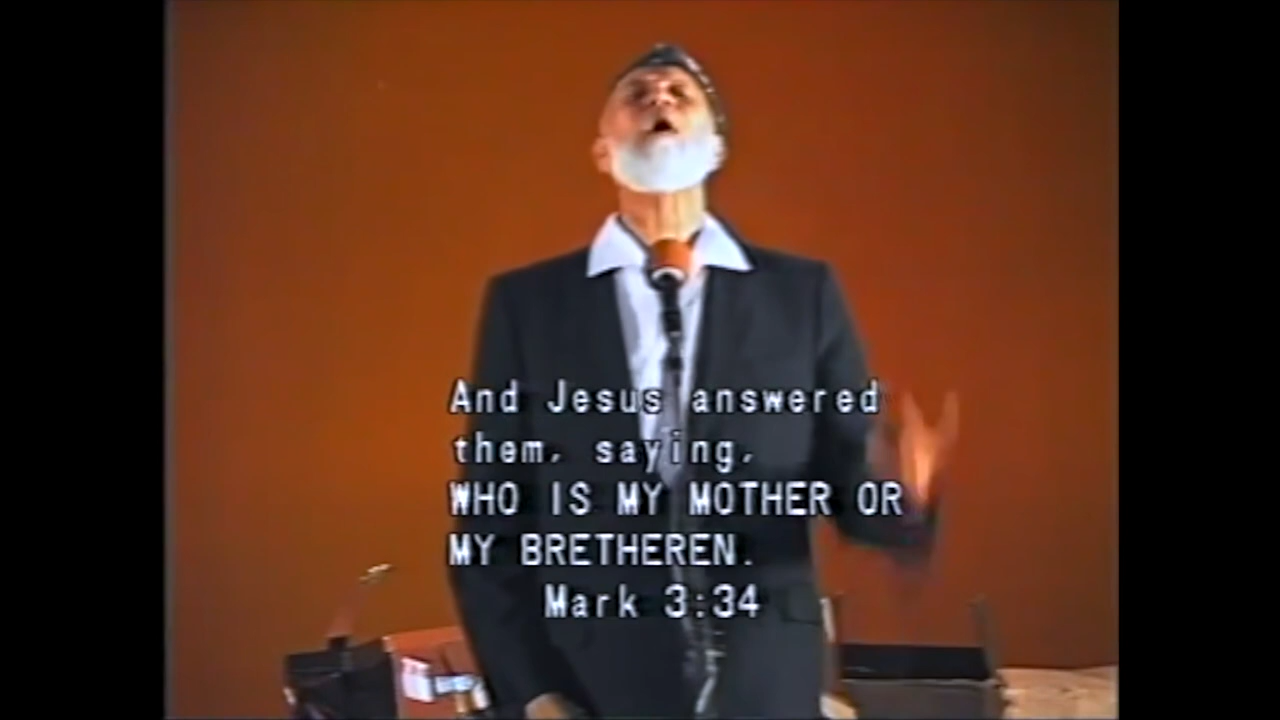 And Jesus answered
them, saying,
WHO IS MY MOTHER OR
MY BRETHEREN.
Mark 3:34